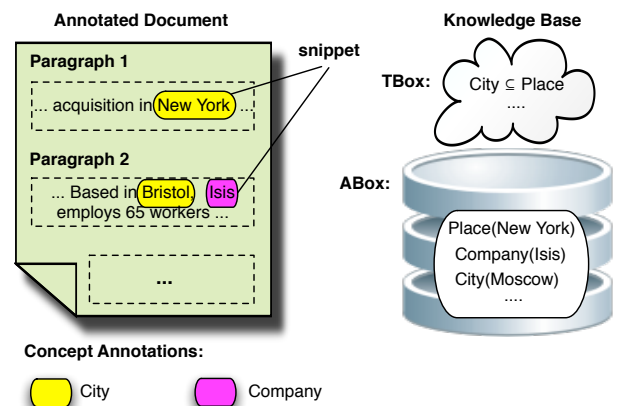 Annotated Document
Knowledge Base
snippet
Paragraph 1
... acquisition in New York ...
Paragraph 2
... Based in Bristol, Isis
employs 65 workers ...
...
TBox:
City ⊆ Place
....
ABox:
Place(New York)
Company(Isis)
City(Moscow)
....
Concept Annotations:
City
Company